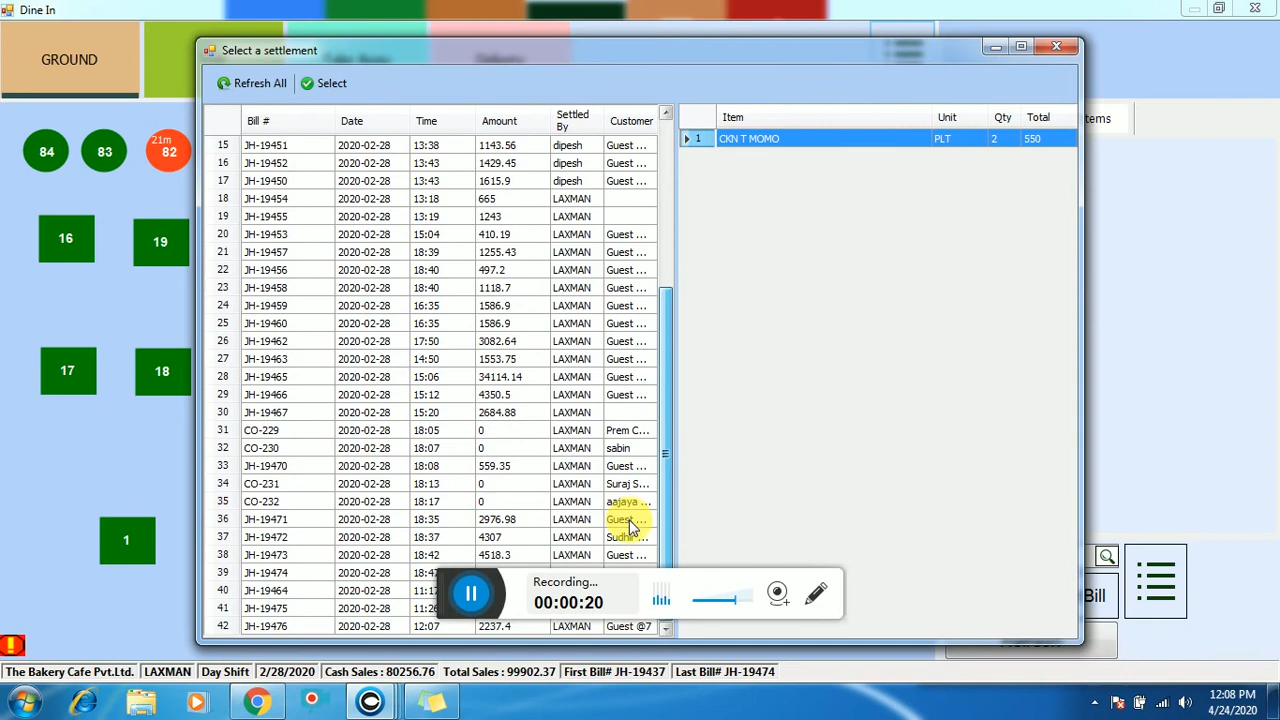 Dine In
GROUND
Select a settlement
Refresh All
Select
Bill # Date Time Amount Settled By Customer
15 JH-19451 2020-02-28 13:38 1143.56 dipesh Guest ...
16 JH-19452 2020-02-28 13:43 1429.45 dipesh Guest ...
17 JH-19450 2020-02-28 13:43 1615.9 dipesh Guest ...
18 JH-19454 2020-02-28 13:18 665 LAXMAN
19 JH-19455 2020-02-28 13:19 1243 LAXMAN
20 JH-19453 2020-02-28 15:04 410.19 LAXMAN Guest ...
21 JH-19457 2020-02-28 18:39 1255.43 LAXMAN Guest ...
22 JH-19456 2020-02-28 18:40 497.2 LAXMAN Guest ...
23 JH-19458 2020-02-28 18:40 1118.7 LAXMAN Guest ...
24 JH-19459 2020-02-28 16:35 1586.9 LAXMAN Guest ...
25 JH-19460 2020-02-28 16:35 1586.9 LAXMAN Guest ...
26 JH-19462 2020-02-28 17:50 3082.64 LAXMAN Guest ...
27 JH-19463 2020-02-28 14:50 1553.75 LAXMAN Guest ...
28 JH-19465 2020-02-28 15:06 34114.14 LAXMAN Guest ...
29 JH-19466 2020-02-28 15:12 4350.5 LAXMAN Guest ...
30 JH-19467 2020-02-28 15:20 2684.88 LAXMAN
31 CO-229 2020-02-28 18:05 0 LAXMAN Prem C...
32 CO-230 2020-02-28 18:07 0 LAXMAN sabin
33 JH-19470 2020-02-28 18:08 559.35 LAXMAN Guest ...
34 CO-231 2020-02-28 18:13 0 LAXMAN Suraj S...
35 CO-232 2020-02-28 18:17 0 LAXMAN aajaya ...
36 JH-19471 2020-02-28 18:35 2976.98 LAXMAN Guest ...
37 JH-19472 2020-02-28 18:37 4307 LAXMAN
38 JH-19473 2020-02-28 18:42 4518.3 LAXMAN Guest ...
39 JH-19474 2020-02-28
40 JH-19464 2020-02-28
41 JH-19475 2020-02-28
42 JH-19476 2020-02-28 12:07 2237.4 LAXMAN Guest @7
Item Unit Qty Total
1 CKN T MOMO PLT 2 550
84
83
21m
82
16
19
17
18
1
Bill
Recording...
00:00:20
The Bakery Cafe Pvt.Ltd. LAXMAN Day Shift 2/28/2020 Cash Sales : 80256.76 Total Sales : 99902.37 First Bill# JH-19437 Last Bill# JH-19474
12:08 PM
4/24/2020